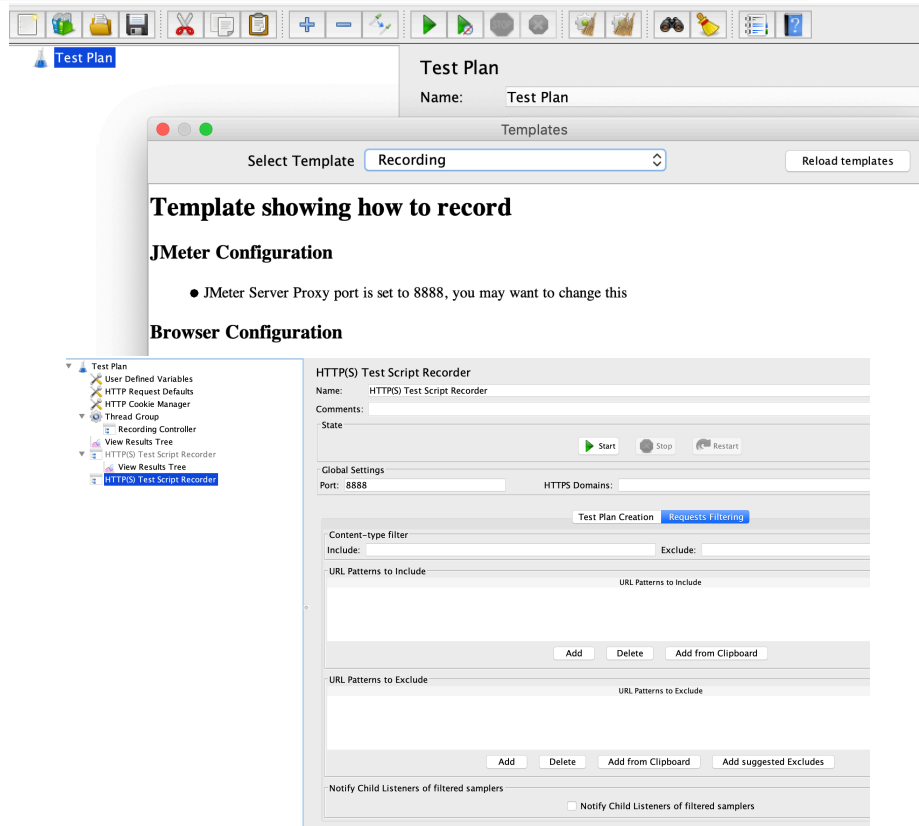 Test Plan
Test Plan
Name: Test Plan
Templates
Select Template Recording Reload templates
Template showing how to record
JMeter Configuration
● JMeter Server Proxy port is set to 8888, you may want to change this
Browser Configuration
Test Plan
User Defined Variables
HTTP Request Defaults
HTTP Cookie Manager
Thread Group
Recording Controller
View Results Tree
HTTP(S) Test Script Recorder
View Results Tree
HTTP(S) Test Script Recorder
HTTP(S) Test Script Recorder
Name: HTTP(S) Test Script Recorder
Comments:
State
Start Stop Restart
Global Settings
Port: 8888 HTTPS Domains:
Test Plan Creation Requests Filtering
Content-type filter
Include: Exclude:
URL Patterns to Include
URL Patterns to Include
Add Delete Add from Clipboard
URL Patterns to Exclude
URL Patterns to Exclude
Add Delete Add from Clipboard Add suggested Excludes
Notify Child Listeners of filtered samplers
Notify Child Listeners of filtered samplers